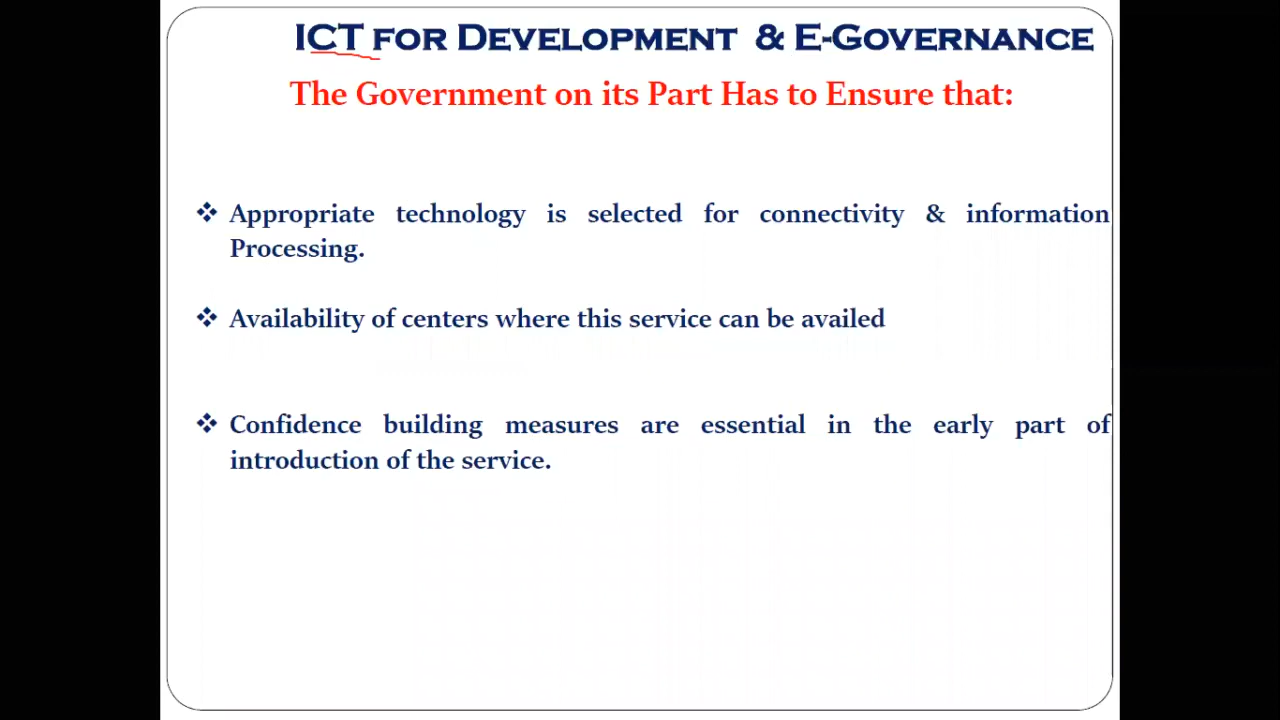 ICT FOR DEVELOPMENT & E-GOVERNANCE
The Government on its Part Has to Ensure that:
❖ Appropriate technology is selected for connectivity & information
Processing.
❖ Availability of centers where this service can be availed
❖ Confidence building measures are essential in the early part of
introduction of the service.